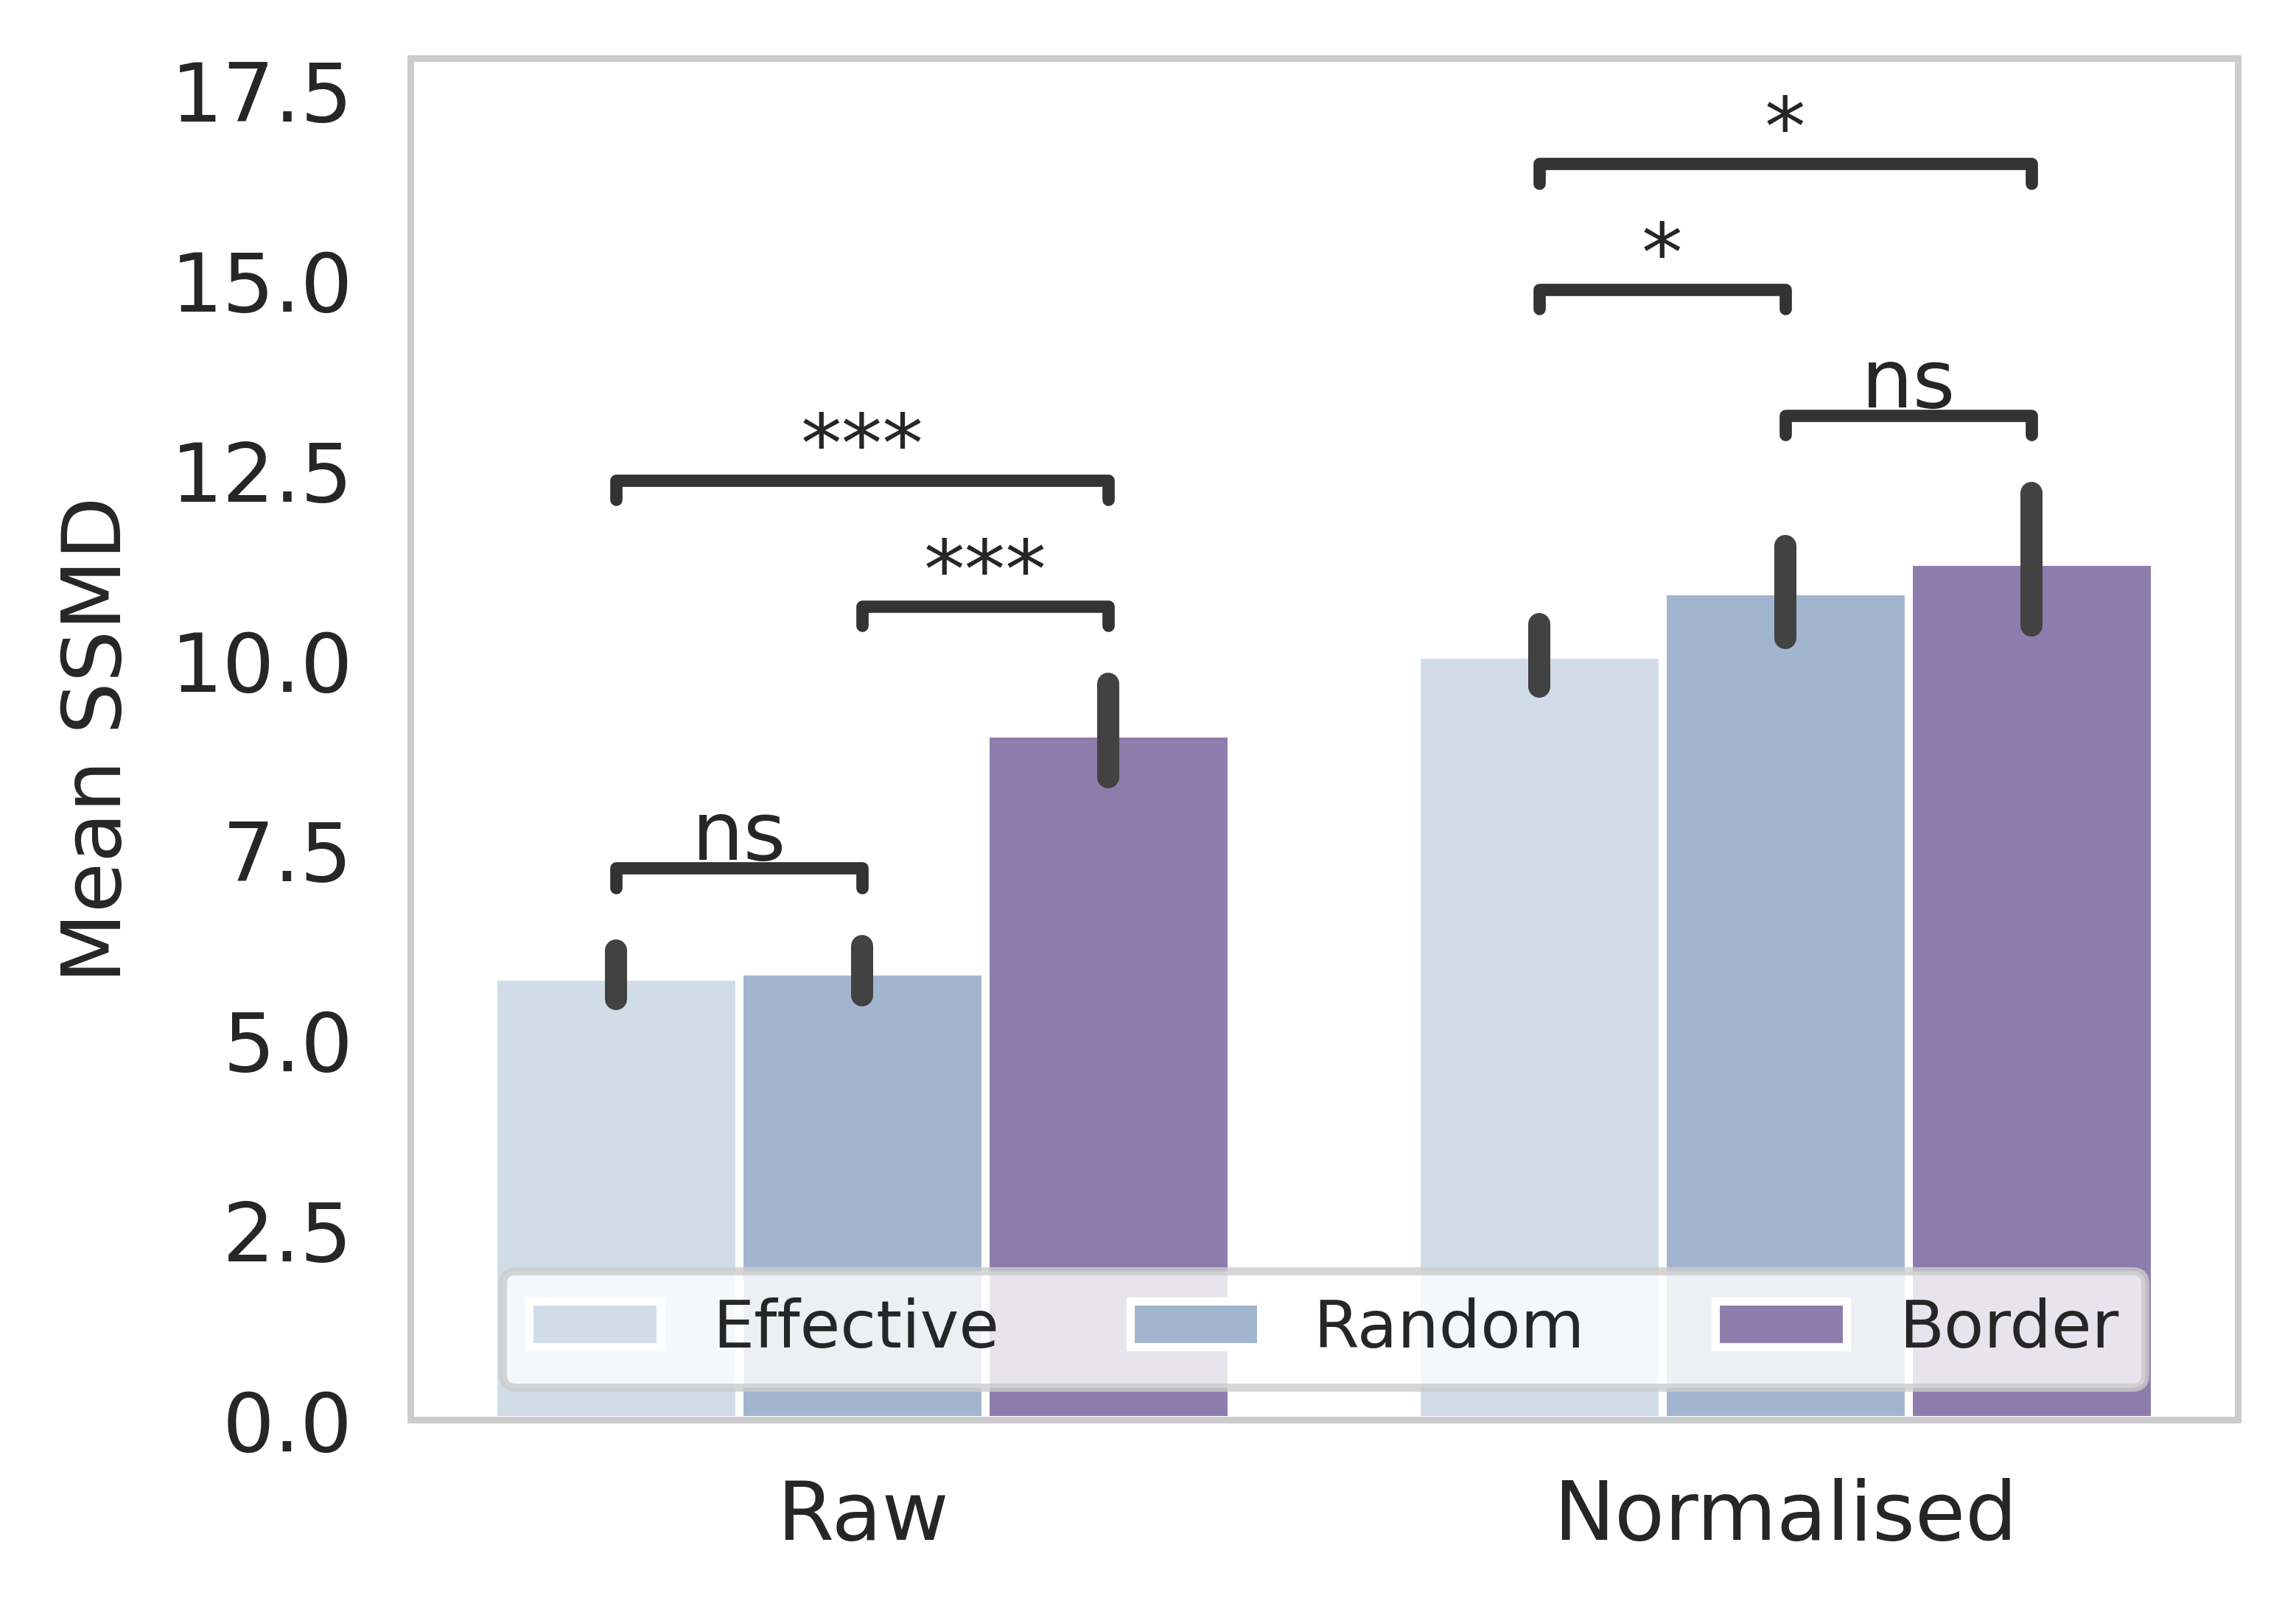 Mean SSMD
17.5
15.0
12.5
10.0
7.5
5.0
2.5
0.0
*
*
ns
***
***
ns
Effective
Random
Border
Raw
Normalised